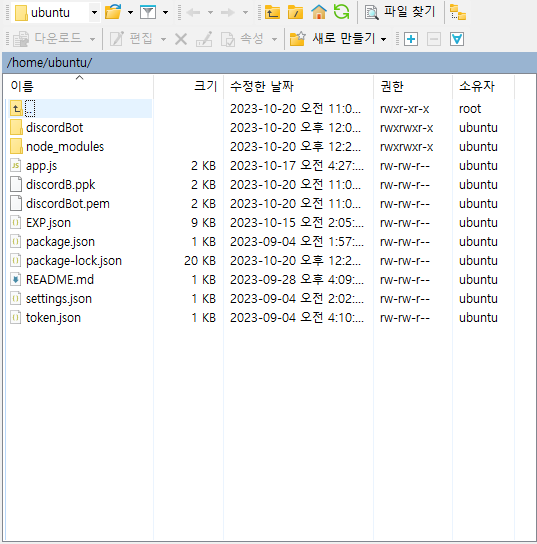 ubuntu 파일 찾기
다운로드 편집 속성 새로 만들기
/home/ubuntu/
이름 크기 수정한 날짜 권한 소유자
.. 2023-10-20 오전 11:0... rwxr-xr-x root
discordBot 2023-10-20 오후 12:0... rwxrwxr-x ubuntu
node_modules 2023-10-20 오후 12:2... rwxrwxr-x ubuntu
app.js 2 KB 2023-10-17 오전 4:27:... rw-rw-r-- ubuntu
discordB.ppk 2 KB 2023-10-20 오전 11:0... rw-rw-r-- ubuntu
discordBot.pem 2 KB 2023-10-20 오전 11:0... rw-rw-r-- ubuntu
EXP.json 9 KB 2023-10-15 오전 2:05:... rw-rw-r-- ubuntu
package.json 1 KB 2023-09-04 오전 1:57:... rw-rw-r-- ubuntu
package-lock.json 20 KB 2023-10-20 오후 12:2... rw-rw-r-- ubuntu
README.md 1 KB 2023-09-28 오후 4:09:... rw-rw-r-- ubuntu
settings.json 1 KB 2023-09-04 오전 2:02:... rw-rw-r-- ubuntu
token.json 1 KB 2023-09-04 오전 4:10:... rw-rw-r-- ubuntu